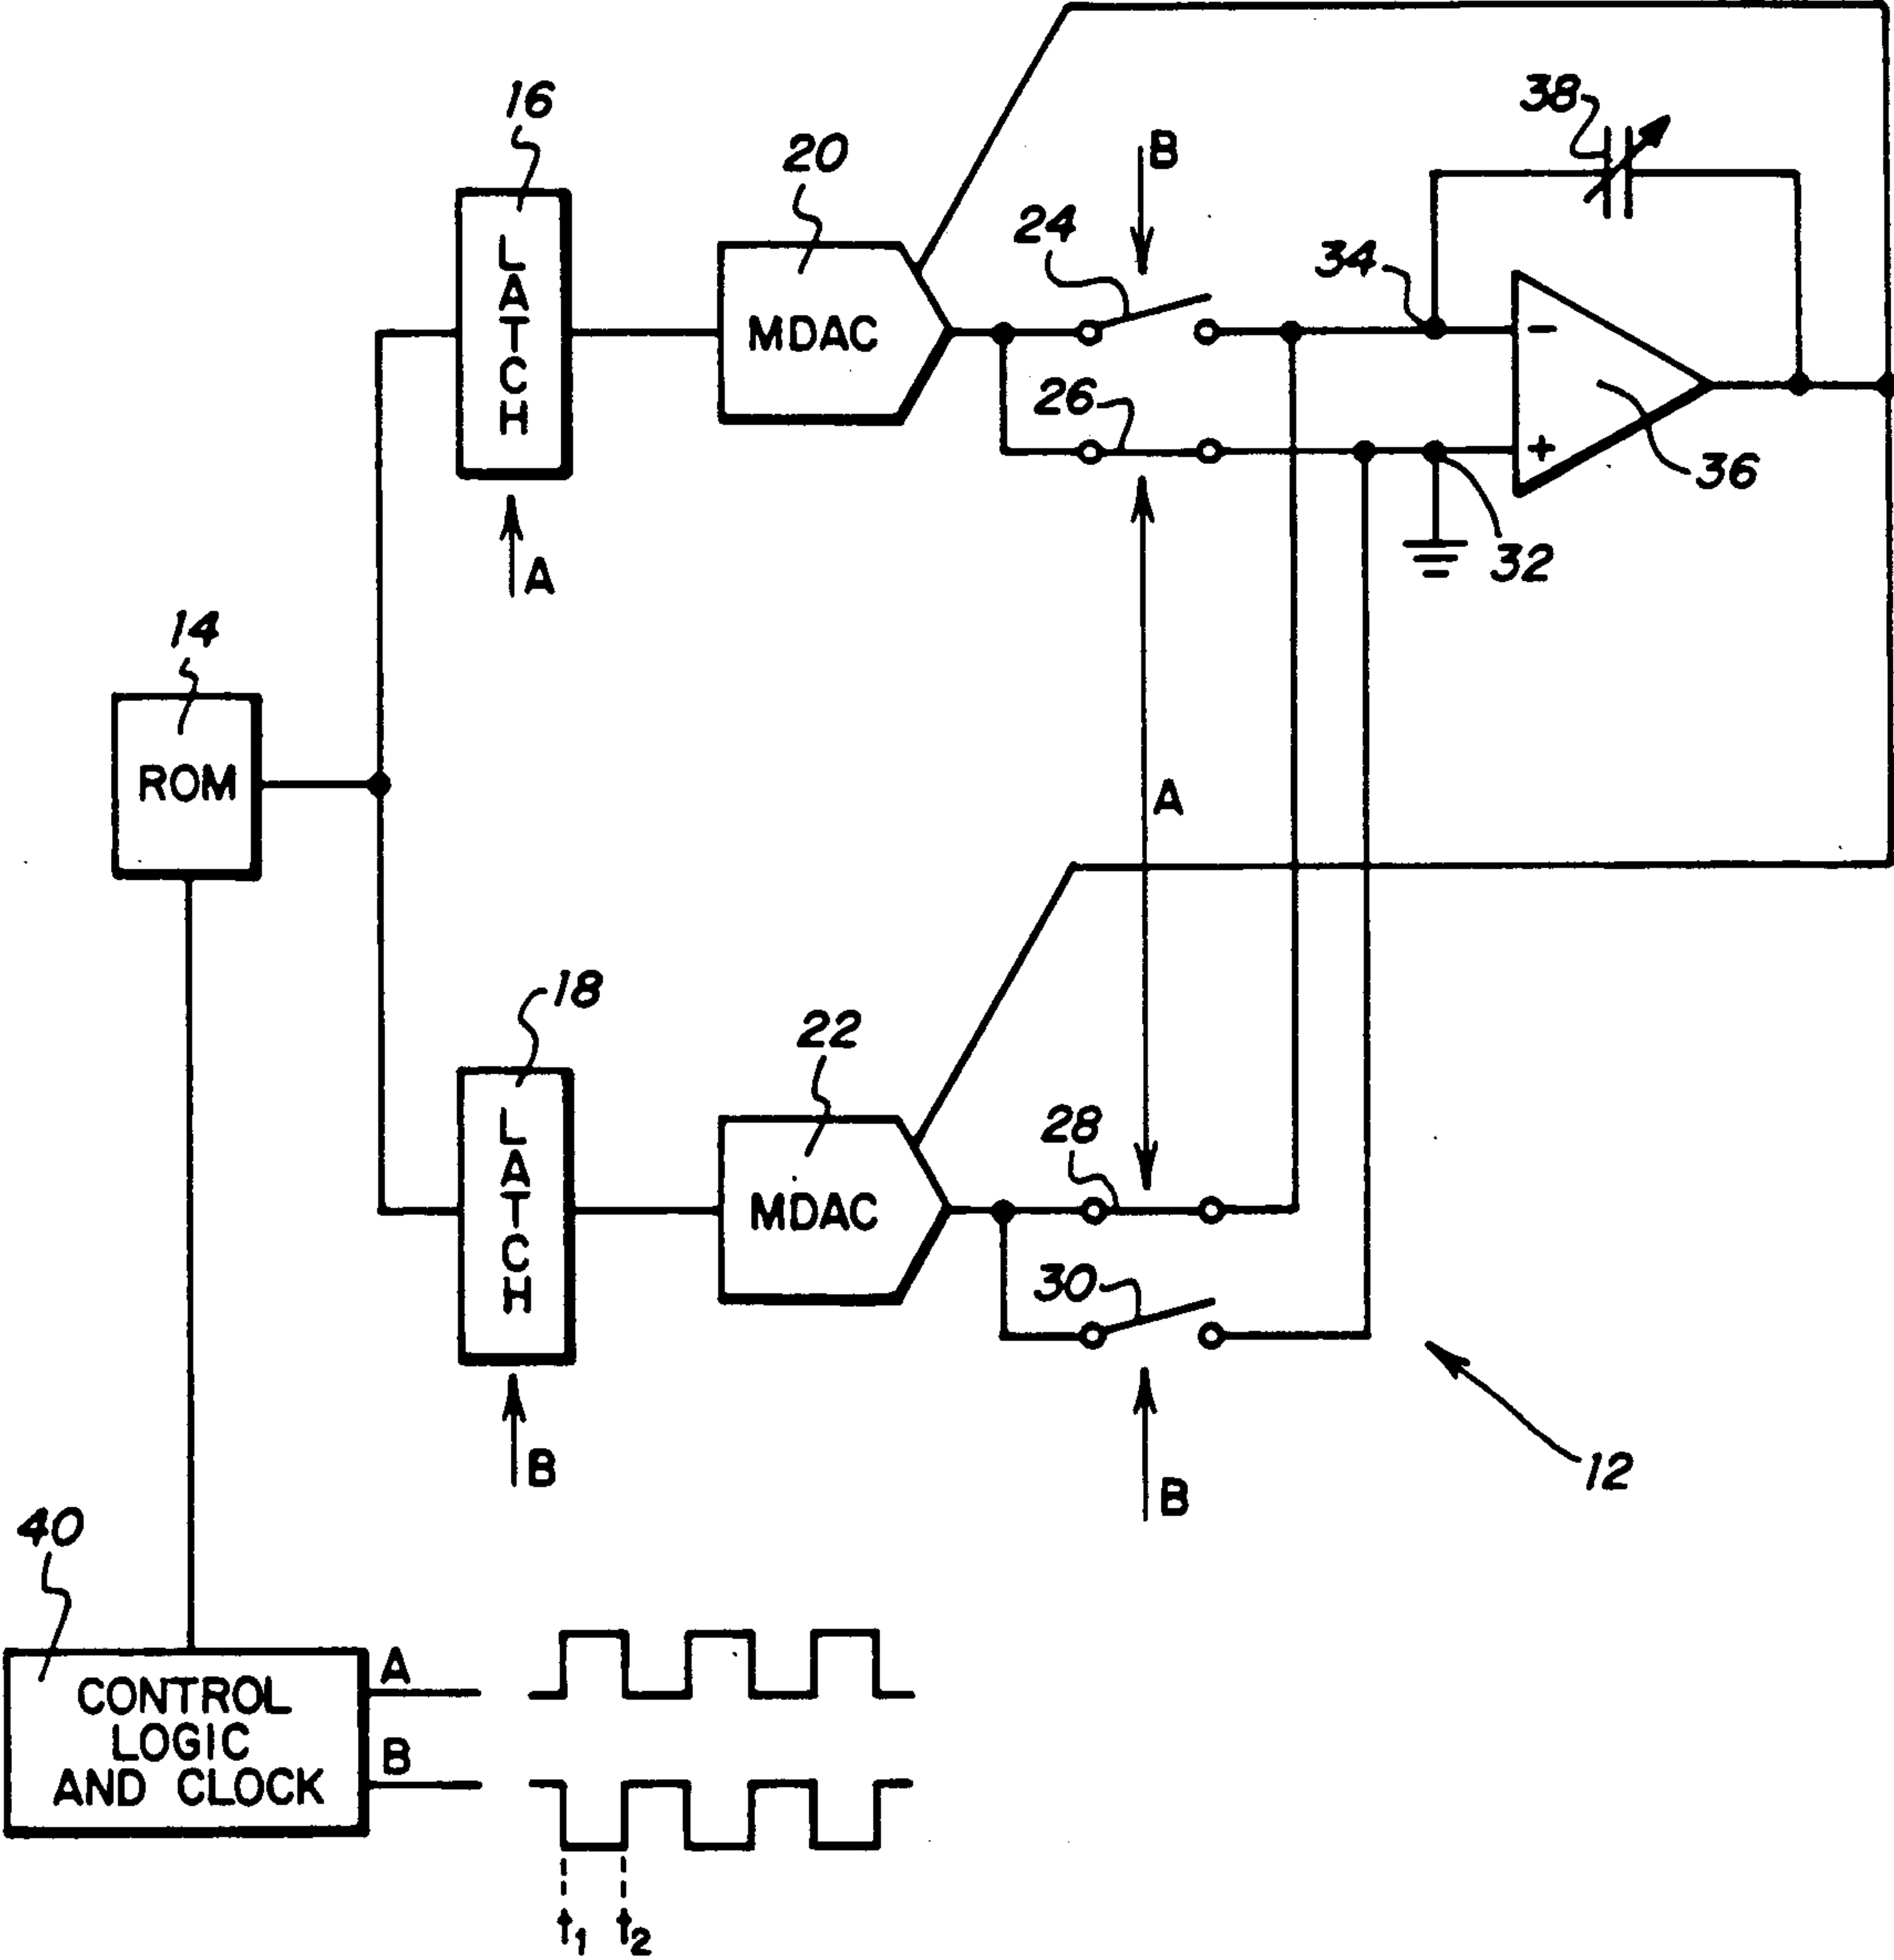 38
16
20
B
24
34
LATCH
MDAC
−
26
+
36
32
A
14
ROM
A
18
22
LATCH
28
MDAC
30
12
B
B
40
A
CONTROL
LOGIC
B
AND CLOCK
t1 t2